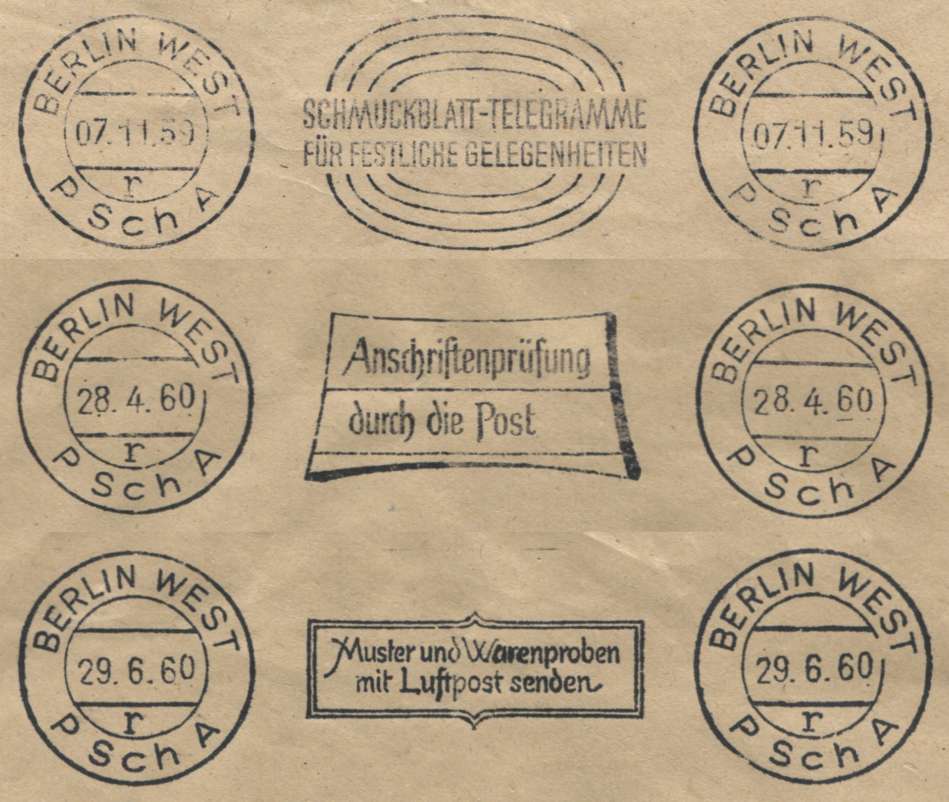 BERLIN WEST
07.11.59
r
P Sch A
SCHMUCKBLATT-TELEGRAMME
FÜR FESTLICHE GELEGENHEITEN
BERLIN WEST
07.11.59
r
P Sch A
BERLIN WEST
28. 4. 60
r
P Sch A
Anschriftenprüfung
durch die Post
BERLIN WEST
28. 4. 60
r
P Sch A
BERLIN WEST
29. 6. 60
r
P Sch A
Muster und Warenproben
mit Luftpost senden
BERLIN WEST
29. 6. 60
r
P Sch A